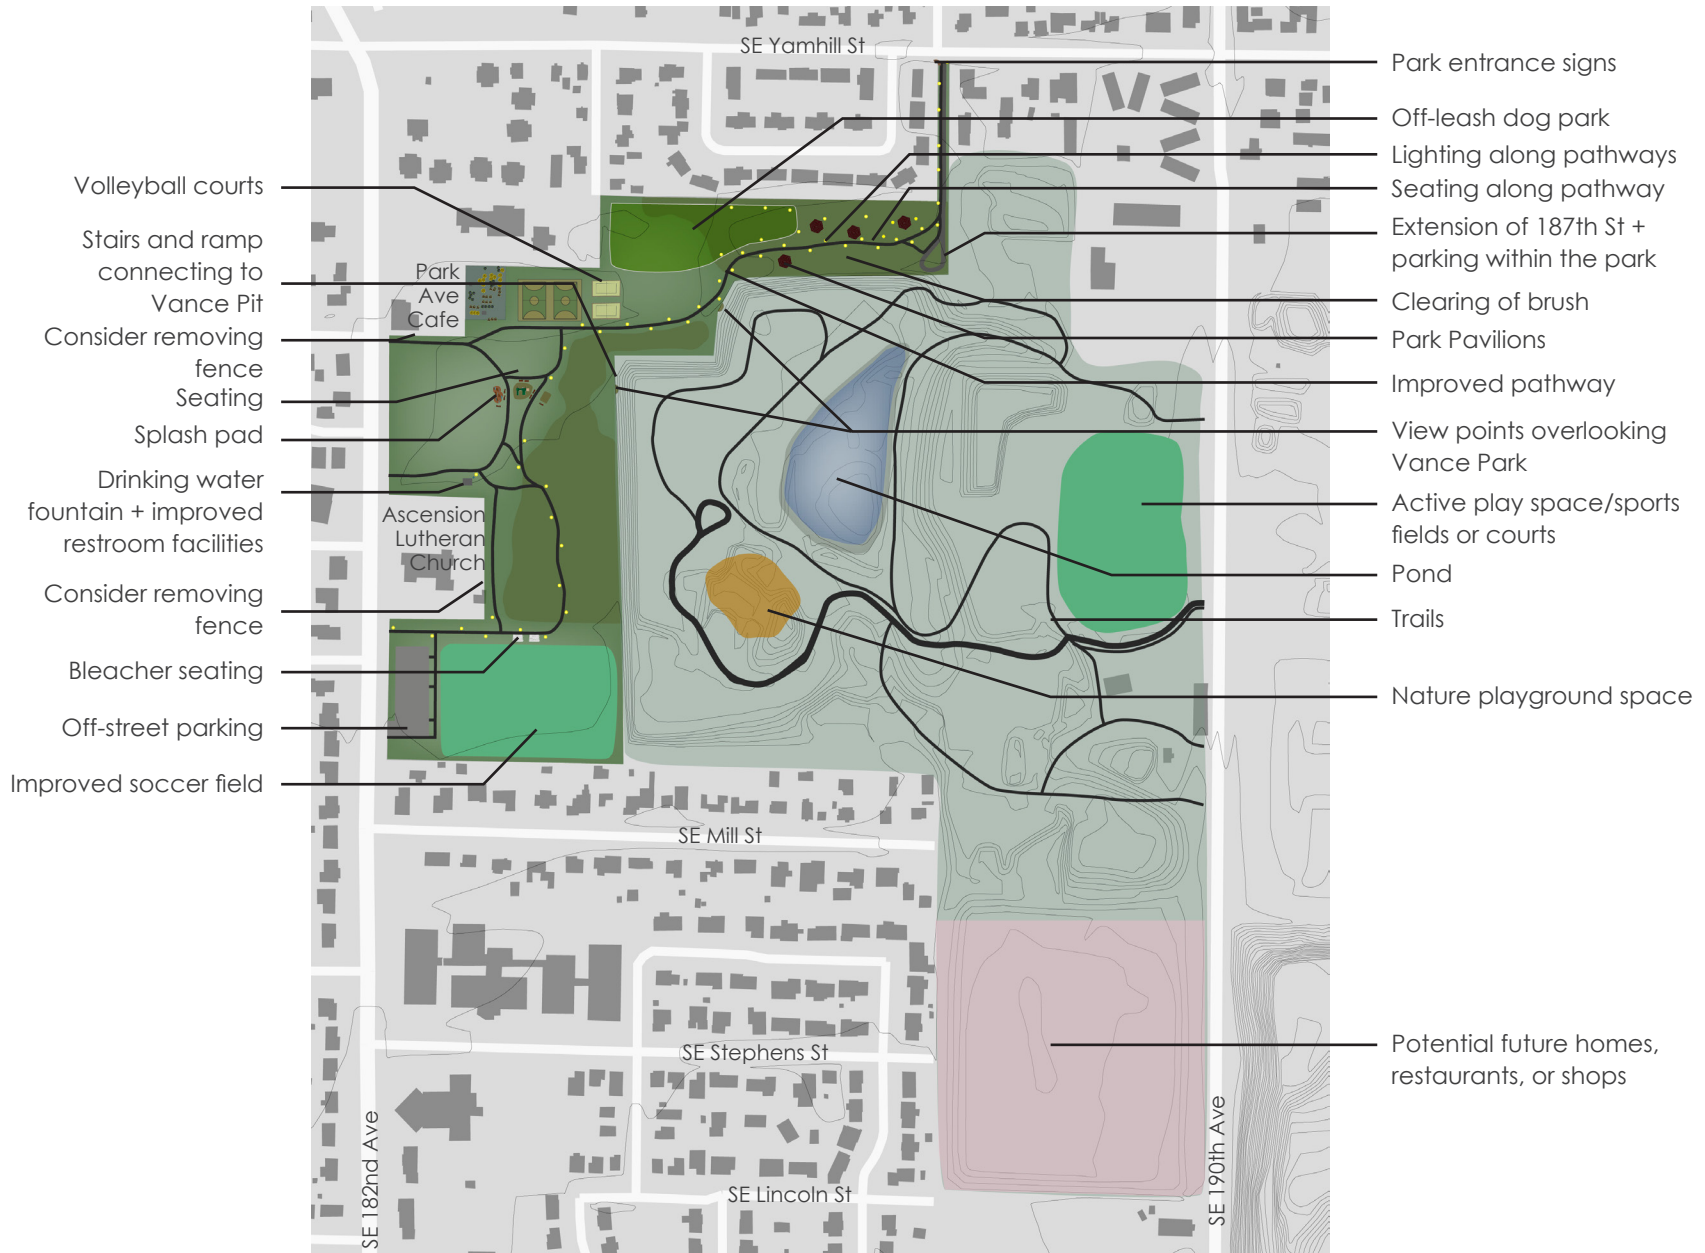 SE Yamhill St
Park entrance signs
Off-leash dog park
Lighting along pathways
Seating along pathway
Extension of 187th St +
parking within the park
Clearing of brush
Park Pavilions
Improved pathway
View points overlooking
Vance Park
Active play space/sports
fields or courts
Pond
Trails
Nature playground space
Potential future homes,
restaurants, or shops
Volleyball courts
Stairs and ramp
connecting to
Vance Pit
Consider removing
fence
Seating
Splash pad
Drinking water
fountain + improved
restroom facilities
Consider removing
fence
Bleacher seating
Off-street parking
Improved soccer field
Park
Ave
Cafe
Ascension
Lutheran
Church
SE Mill St
SE Stephens St
SE Lincoln St
SE 182nd Ave
SE 190th Ave